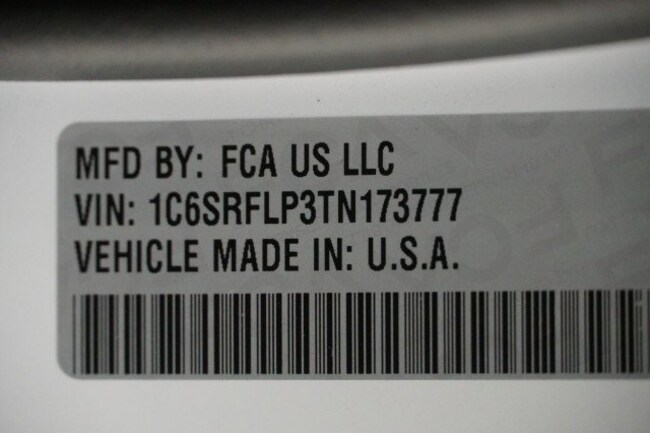 MFD BY: FCA US LLC
VIN: 1C6SRFLP3TN173777
VEHICLE MADE IN: U.S.A.